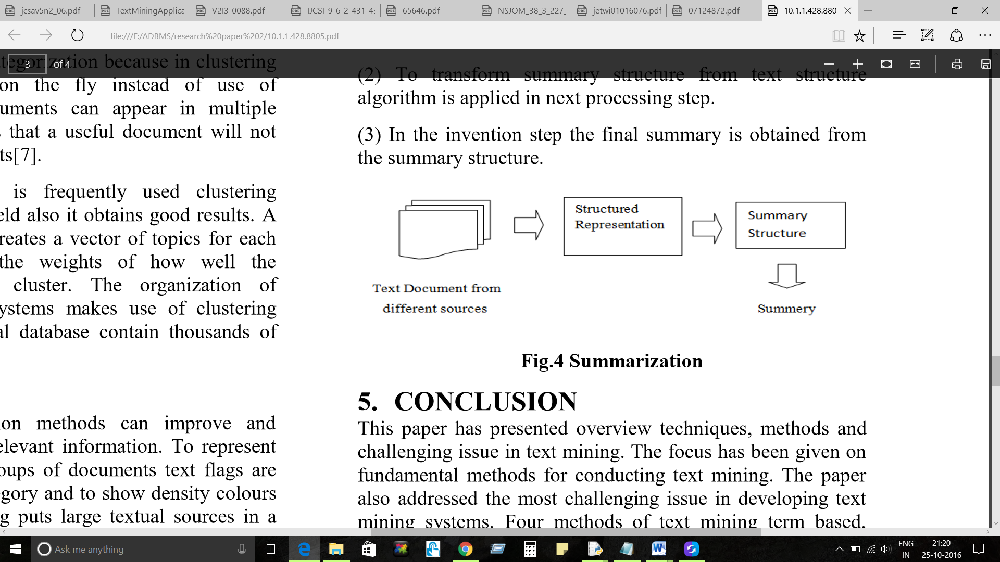 jcsav5n2_06.pdf
TextMiningApplica
V2I3-0088.pdf
IJCSI-9-6-2-431-43
65646.pdf
NSJOM_38_3_227_
jetwi01016076.pdf
07124872.pdf
10.1.1.428.880
file:///F:/ADBMS/research%20paper%202/10.1.1.428.8805.pdf
3 of 4
tegorization because in clustering
on the fly instead of use of
uments can appear in multiple
s that a useful document will not
ts[7].
is frequently used clustering
eld also it obtains good results. A
reates a vector of topics for each
the weights of how well the
cluster. The organization of
ystems makes use of clustering
al database contain thousands of
ion methods can improve and
elevant information. To represent
oups of documents text flags are
gory and to show density colours
g puts large textual sources in a
(2) To transform summary structure from text structure
algorithm is applied in next processing step.
(3) In the invention step the final summary is obtained from
the summary structure.
Structured
Representation
Summary
Structure
Text Document from
different sources
Summery
Fig.4 Summarization
5. CONCLUSION
This paper has presented overview techniques, methods and
challenging issue in text mining. The focus has been given on
fundamental methods for conducting text mining. The paper
also addressed the most challenging issue in developing text
mining systems. Four methods of text mining term based,
Ask me anything
ENG
IN
21:20
25-10-2016